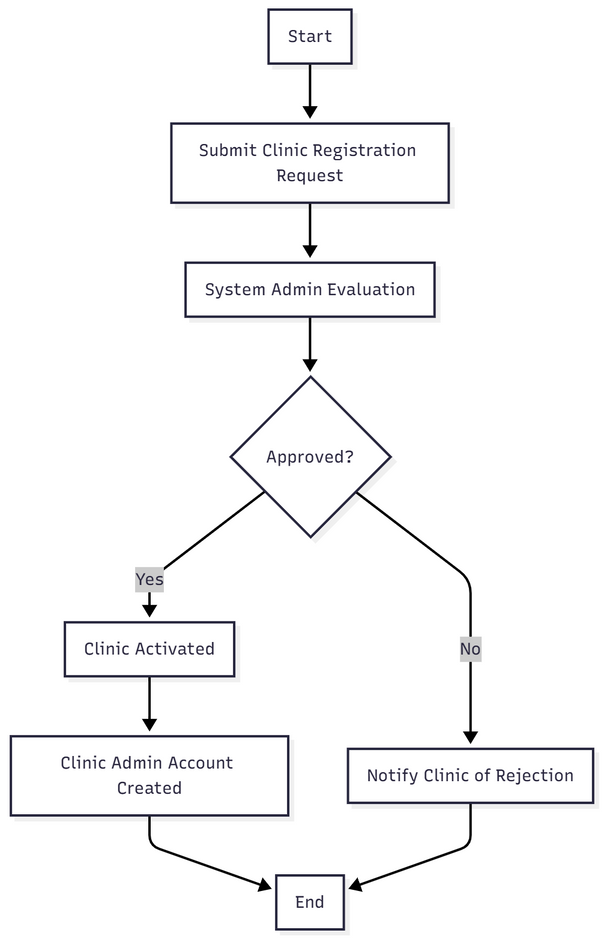 Start
Submit Clinic Registration
Request
System Admin Evaluation
Approved?
Yes
Clinic Activated
No
Clinic Admin Account
Created
Notify Clinic of Rejection
End